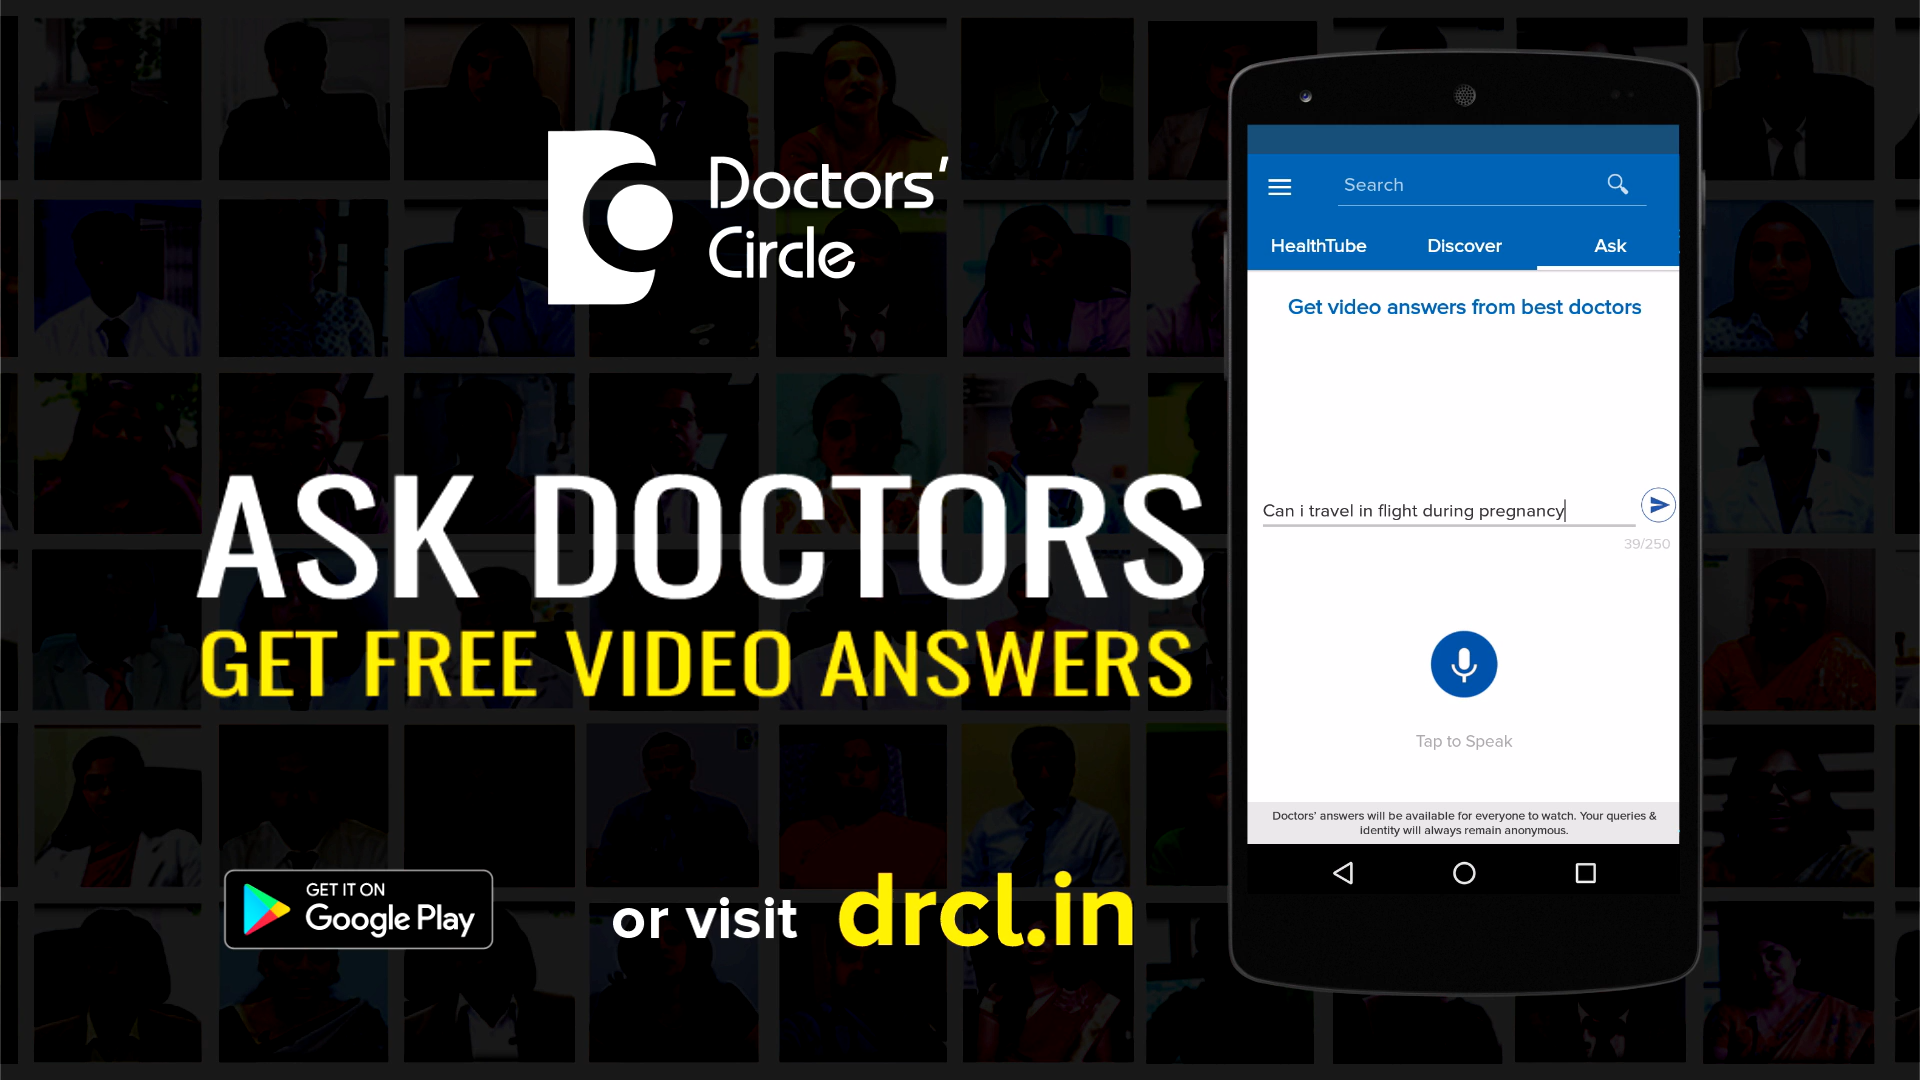 Doctors'
Circle
ASK DOCTORS
GET FREE VIDEO ANSWERS
GET IT ON
Google Play
or visit drcl.in
Search
HealthTube Discover Ask
Get video answers from best doctors
Can i travel in flight during pregnancy
39/250
Tap to Speak
Doctors' answers will be available for everyone to watch. Your queries &
identity will always remain anonymous.